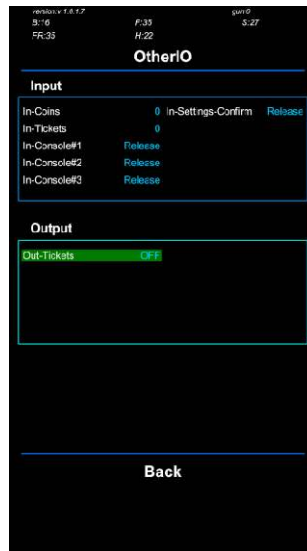 version:v 1.8.1.7 gun:0
B:16 P:35 S:27
FR:35 H:22
OtherIO
Input
In-Coins 0 In-Settings-Confirm Release
In-Tickets 0
In-Console#1 Release
In-Console#2 Release
In-Console#3 Release
Output
Out-Tickets OFF
Back